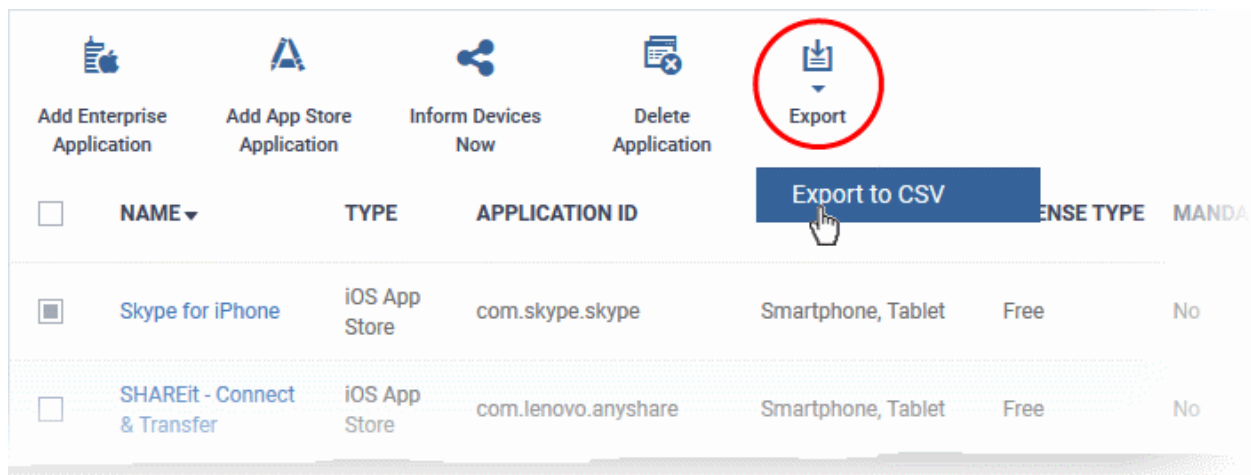 Add Enterprise
Application
Add App Store
Application
Inform Devices
Now
Delete
Application
Export
Export to CSV
NAME TYPE APPLICATION ID ENSE TYPE MANDA
Skype for iPhone iOS App Store com.skype.skype Smartphone, Tablet Free No
SHAREit - Connect
& Transfer
iOS App
Store
com.lenovo.anyshare Smartphone, Tablet Free No